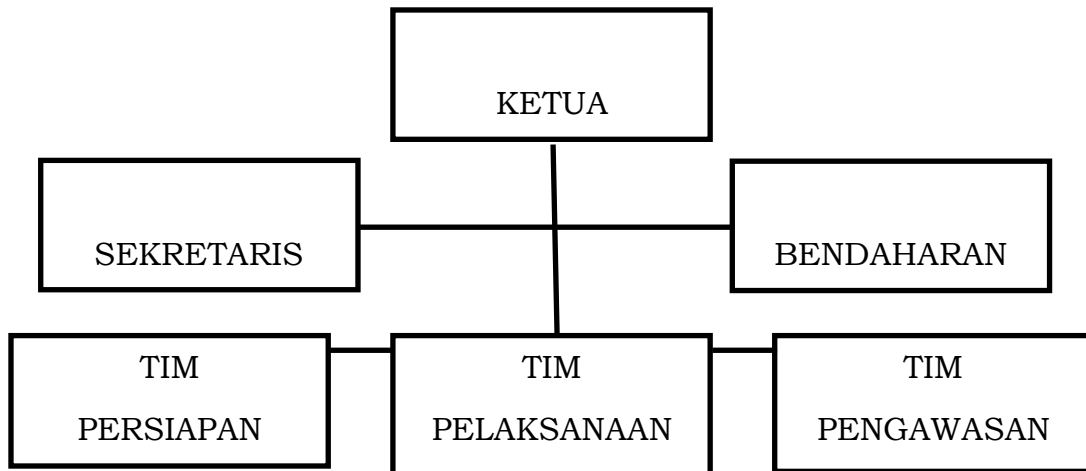 KETUA
SEKRETARIS
BENDAHARAN
TIM
PERSIAPAN
TIM
PELAKSANAAN
TIM
PENGAWASAN